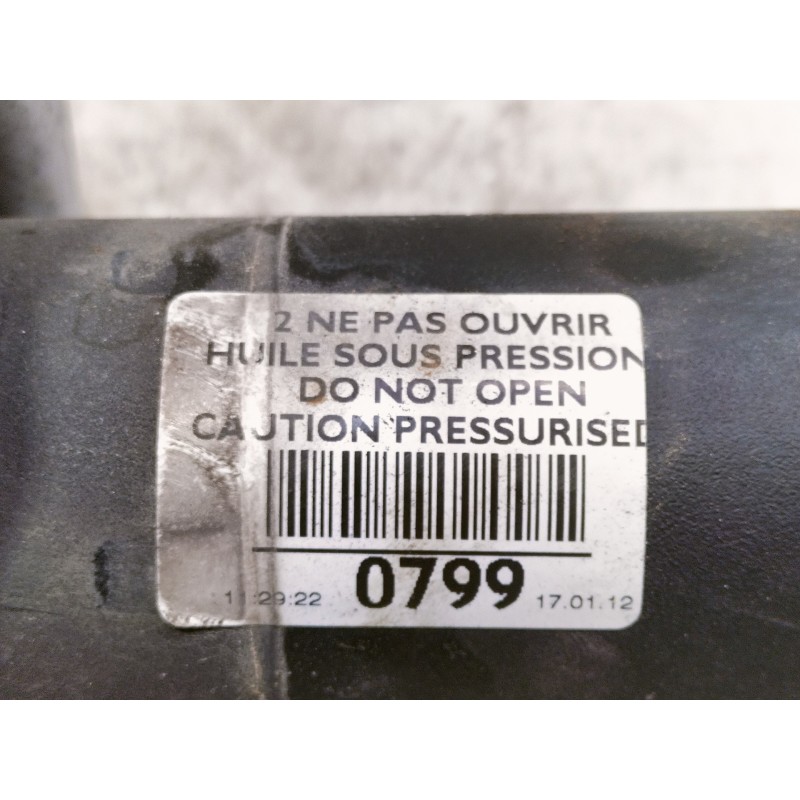 2 NE PAS OUVRIR
HUILE SOUS PRESSION
DO NOT OPEN
CAUTION PRESSURISED
0799
11:29:22 17.01.12